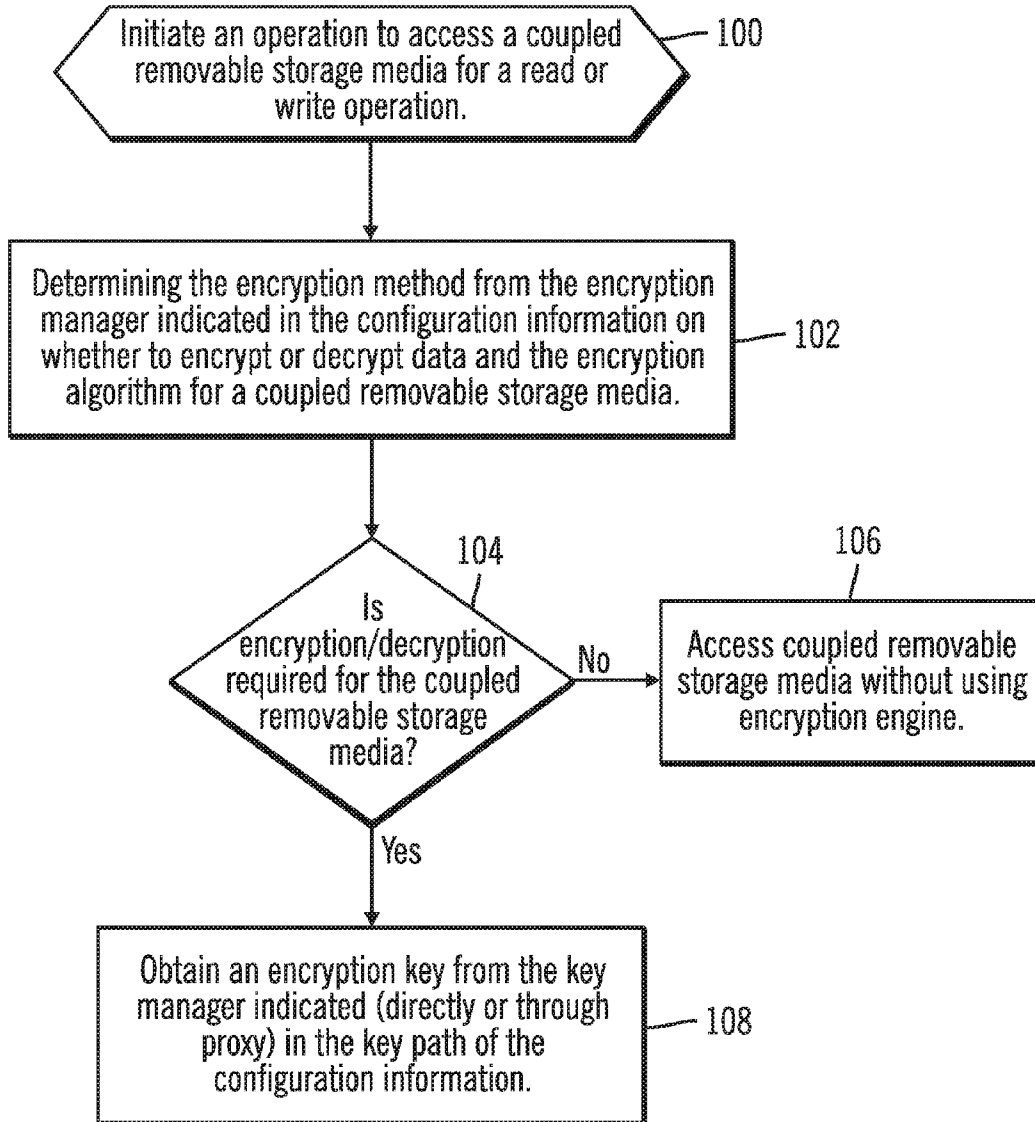 Initiate an operation to access a coupled
removable storage media for a read or
write operation.
100
Determining the encryption method from the encryption
manager indicated in the configuration information on
whether to encrypt or decrypt data and the encryption
algorithm for a coupled removable storage media.
102
104
Is
encryption/decryption
required for the coupled
removable storage
media?
No
106
Access coupled removable
storage media without using
encryption engine.
Yes
Obtain an encryption key from the key
manager indicated (directly or through
proxy) in the key path of the
configuration information.
108